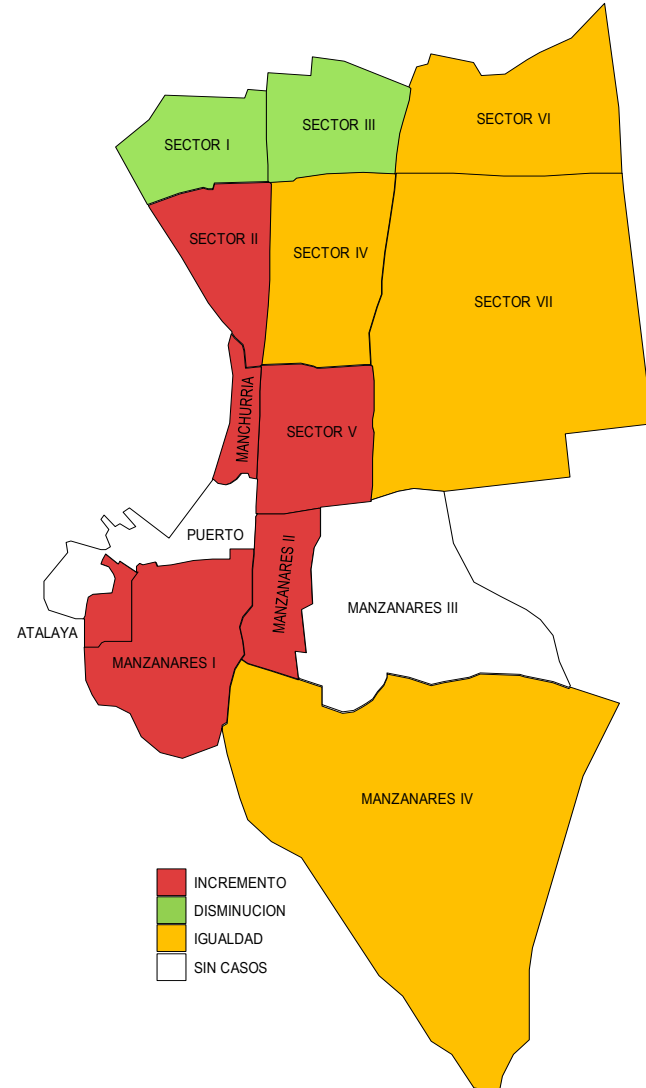 SECTOR VI
SECTOR III
SECTOR I
SECTOR II
SECTOR IV
SECTOR VII
MANCHURRIA
SECTOR V
PUERTO
MANZANARES II
MANZANARES III
ATALAYA
MANZANARES I
MANZANARES IV
INCREMENTO
DISMINUCION
IGUALDAD
SIN CASOS